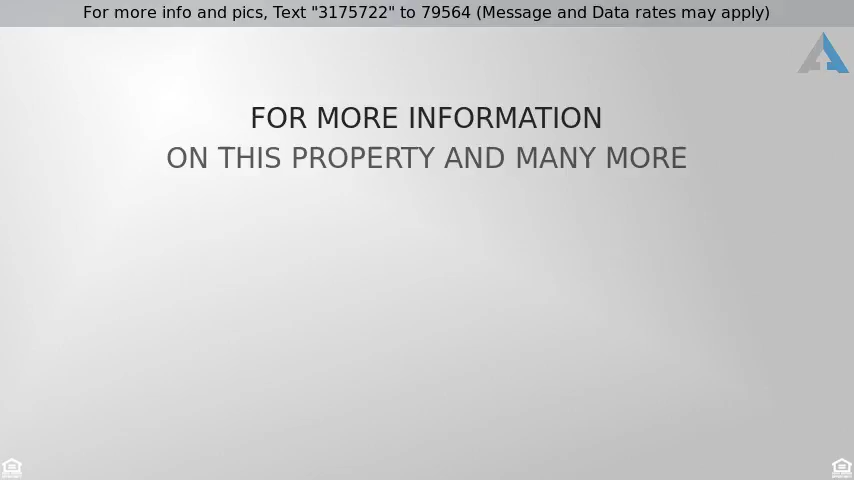 For more info and pics, Text "3175722" to 79564 (Message and Data rates may apply)
FOR MORE INFORMATION
ON THIS PROPERTY AND MANY MORE